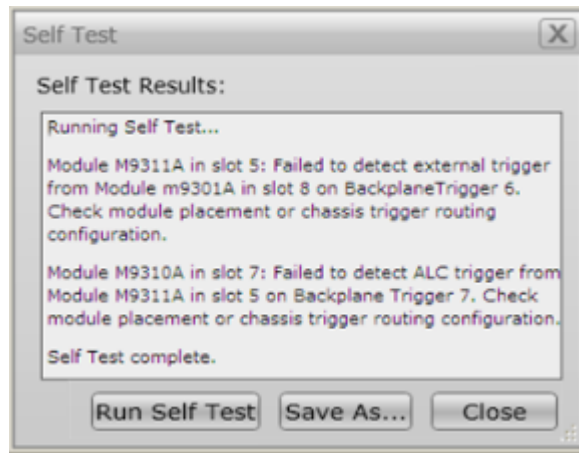 Self Test
X
Self Test Results:
Running Self Test...
Module M9311A in slot 5: Failed to detect external trigger
from Module m9301A in slot 8 on BackplaneTrigger 6.
Check module placement or chassis trigger routing
configuration.
Module M9310A in slot 7: Failed to detect ALC trigger from
Module M9311A in slot 5 on Backplane Trigger 7. Check
module placement or chassis trigger routing configuration.
Self Test complete.
Run Self Test Save As... Close